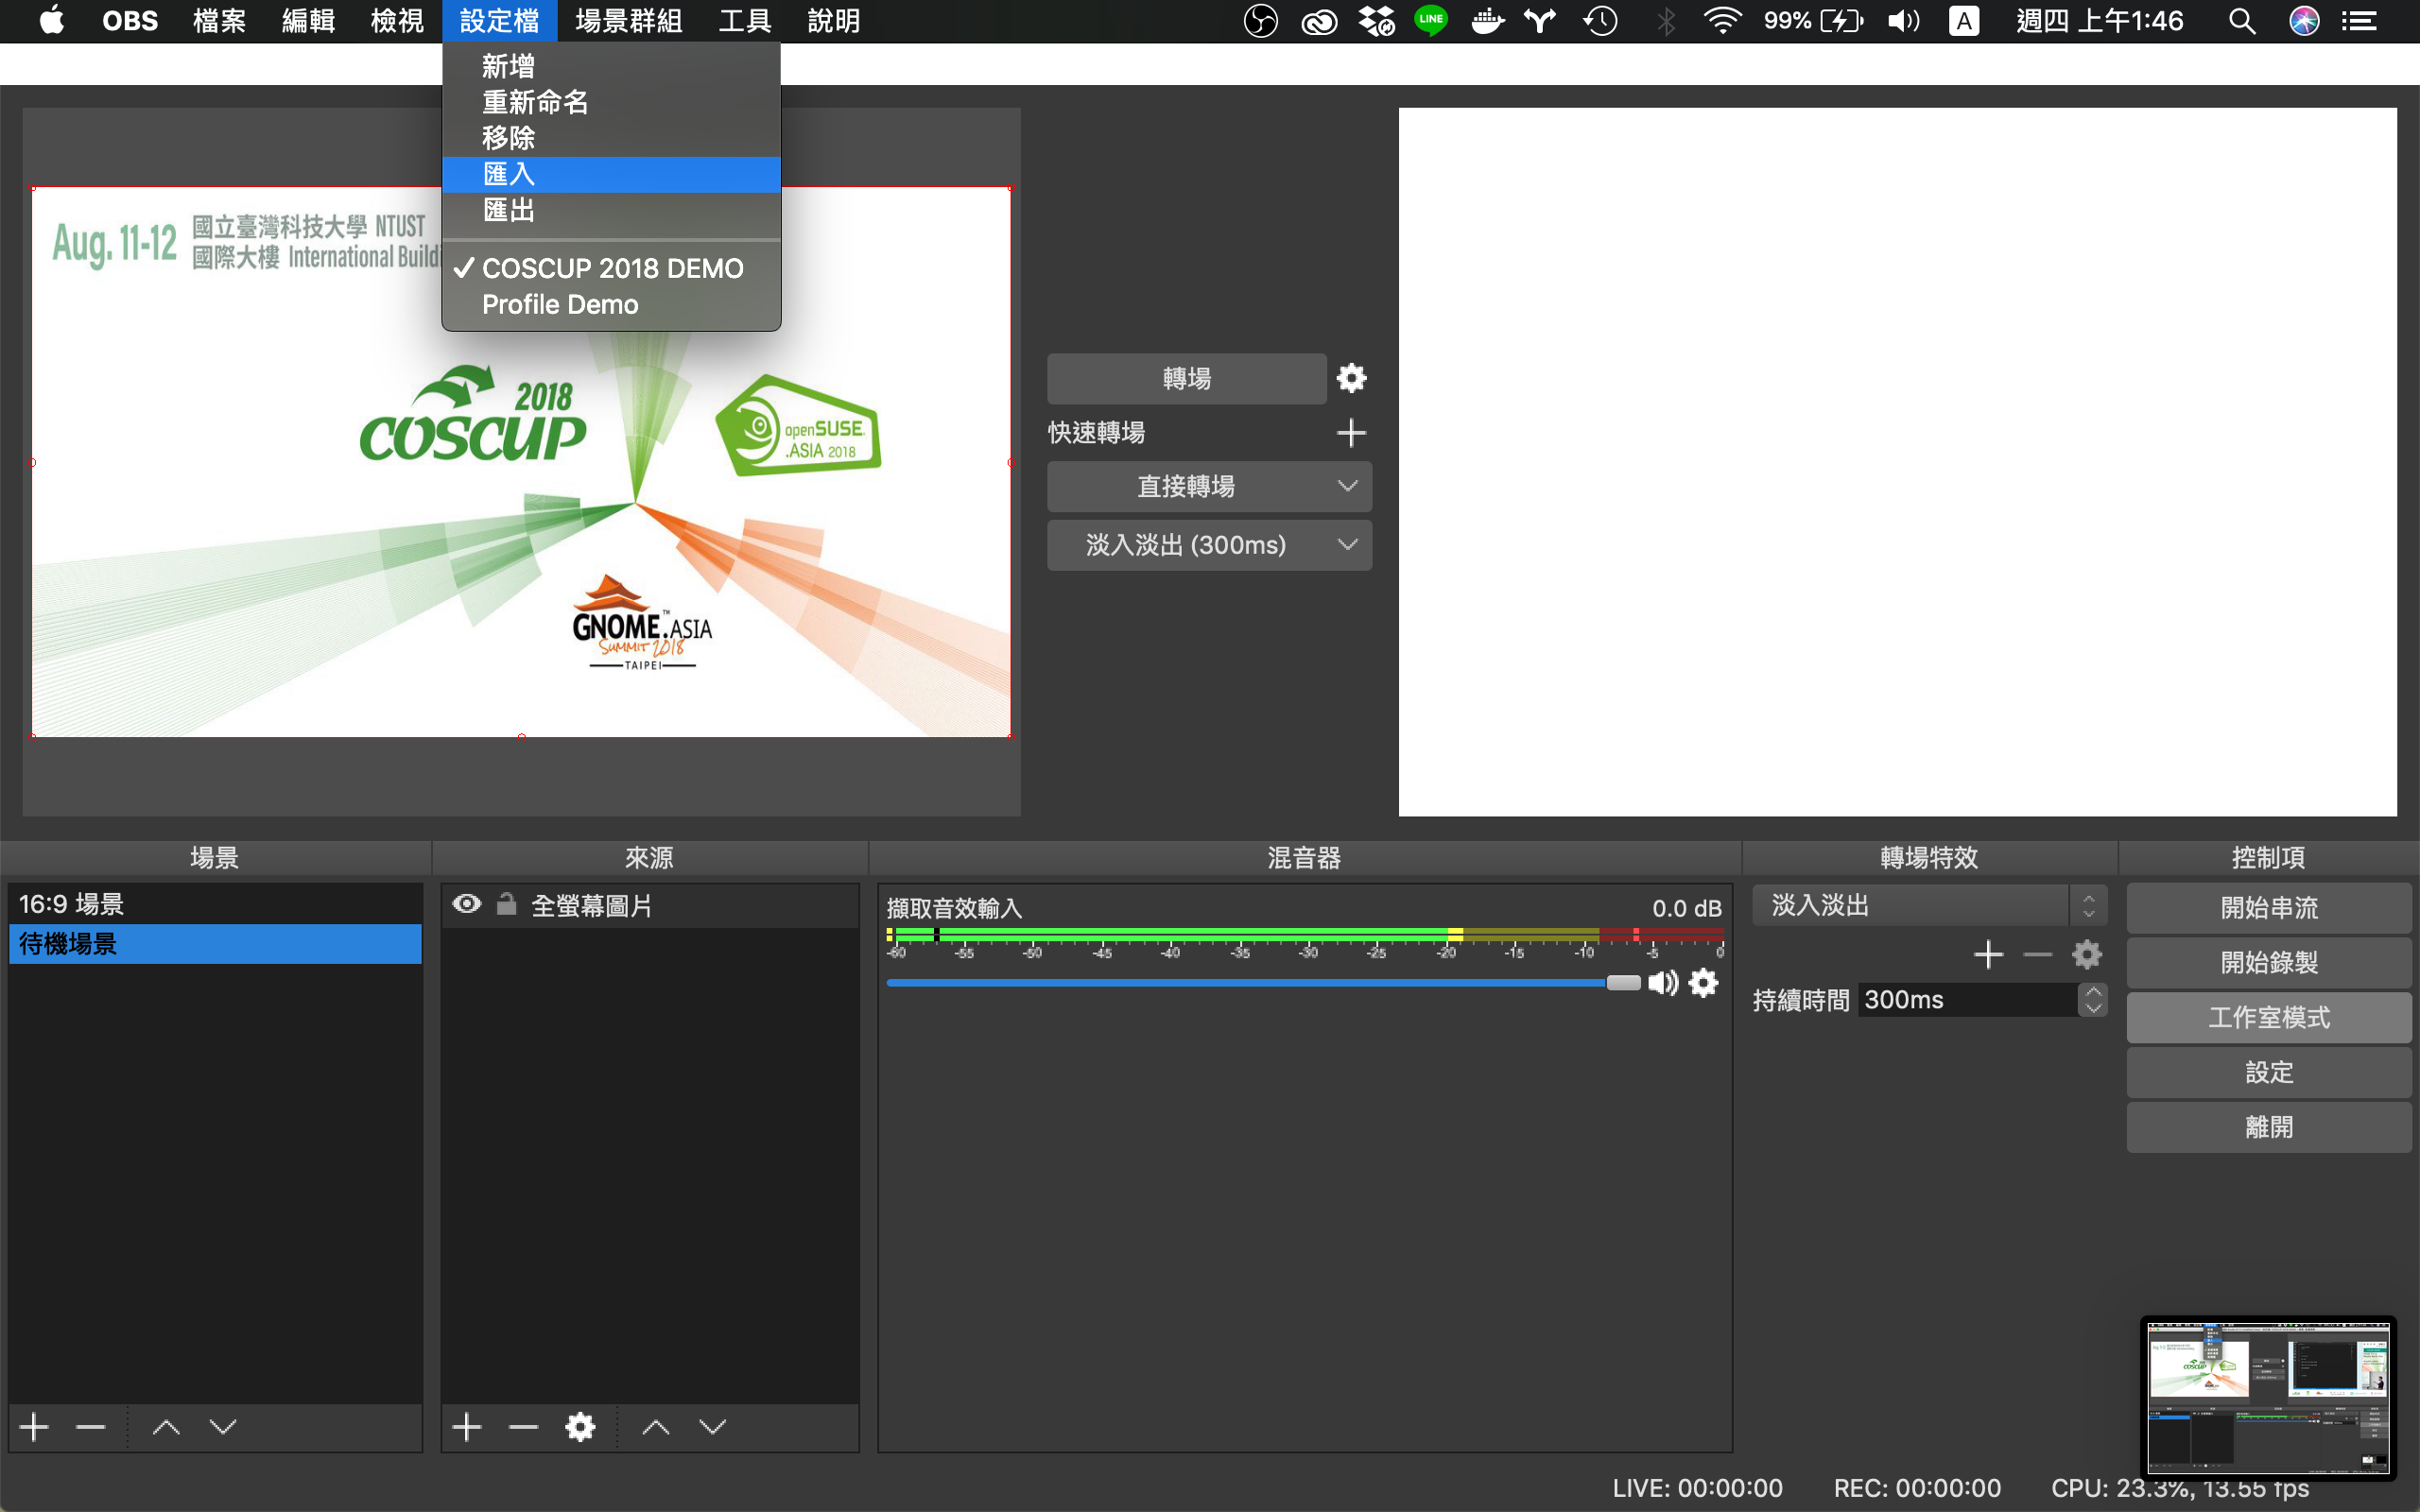 OBS 檔案 編輯 檢視 設定檔 場景群組 工具 說明 LINE 99% A 週四 上午1:46
新增
重新命名
移除
匯入
匯出
✓ COSCUP 2018 DEMO
Profile Demo
Aug. 11-12
國立臺灣科技大學 NTUST
國際大樓 International Buildi
2018
COSCUP
openSUSE.
.ASIA 2018
GNOME.ASIA
™
SUMMIT 2018
TAIPEI
轉場
快速轉場
直接轉場
淡入淡出 (300ms)
場景
16:9 場景
待機場景
來源
全螢幕圖片
混音器
擷取音效輸入 0.0 dB
-60 -55 -50 -45 -40 -35 -30 -25 -20 -15 -10 -5 0
轉場特效
淡入淡出
持續時間 300ms
控制項
開始串流
開始錄製
工作室模式
設定
離開
LIVE: 00:00:00 REC: 00:00:00 CPU: 23.3%, 13.55 fps